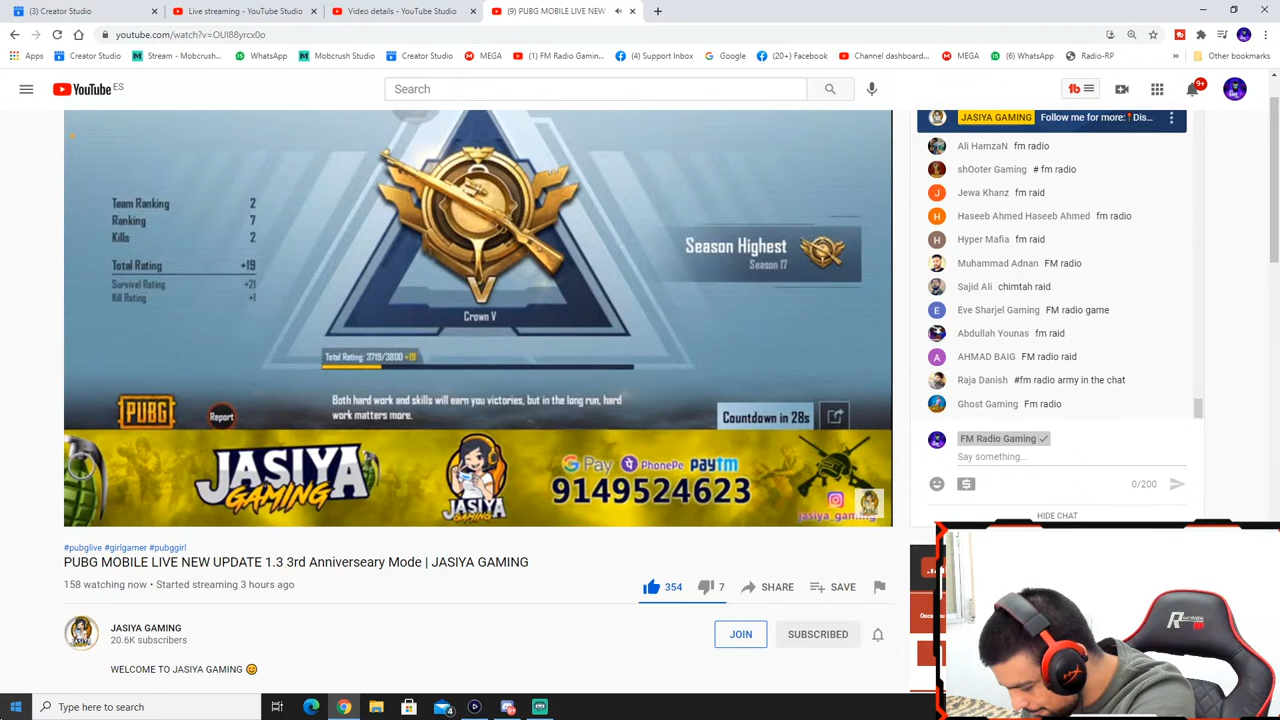 (3) Creator Studio
Live streaming - YouTube Studio
Video details - YouTube Studio
(9) PUBG MOBILE LIVE NEW
youtube.com/watch?v=OUI88yrcx0o
Apps
Creator Studio
Stream - Mobcrush...
WhatsApp
Mobcrush Studio
Creator Studio
MEGA
(1) FM Radio Gamin...
(4) Support Inbox
Google
(20+) Facebook
Channel dashboard...
MEGA
(6) WhatsApp
Radio-RP
»
Other bookmarks
YouTube ES
Search
tb
9+
JASIYA GAMING Follow me for more:📍Dis...
Ali HamzaN fm radio
shOoter Gaming # fm radio
Jewa Khanz fm raid
Haseeb Ahmed Haseeb Ahmed fm radio
Hyper Mafia fm raid
Muhammad Adnan FM radio
Sajid Ali chimtah raid
Eve Sharjel Gaming FM radio game
Abdullah Younas fm raid
AHMAD BAIG FM radio raid
Raja Danish #fm radio army in the chat
Ghost Gaming Fm radio
FM Radio Gaming
Say something...
0/200
HIDE CHAT
Team Ranking 2
Ranking 7
Kills 2
Total Rating +19
Survival Rating +21
Kill Rating +1
Crown V
Total Rating: 3719/3800 +19
Season Highest
Season 17
Both hard work and skills will earn you victories, but in the long run, hard
work matters more.
PUBG
Report
Countdown in 28s
JASIYA
GAMING
JASIYA
GAMING
G Pay PhonePe paytm
9149524623
jasiya_gaming
#pubglive #girlgamer #pubggirl
PUBG MOBILE LIVE NEW UPDATE 1.3 3rd Anniverseary Mode | JASIYA GAMING
158 watching now • Started streaming 3 hours ago
354
7
SHARE
SAVE
JASIYA GAMING
20.6K subscribers
JOIN
SUBSCRIBED
WELCOME TO JASIYA GAMING 😊
Type here to search
4